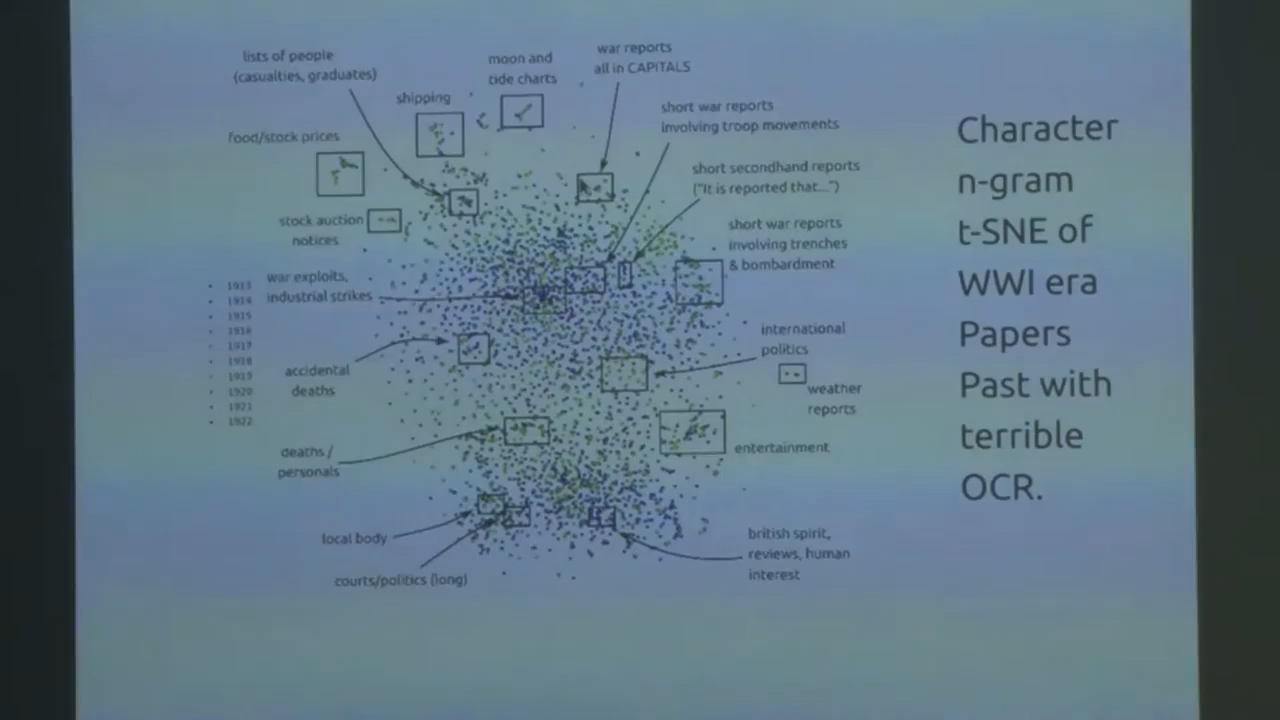 lists of people
(casualties, graduates)
moon and
tide charts
war reports
all in CAPITALS
shipping
short war reports
involving troop movements
food/stock prices
short secondhand reports
("It is reported that...")
stock auction
notices
short war reports
involving trenches
& bombardment
war exploits,
industrial strikes
1913
1914
1915
1916
1917
1918
1919
1920
1921
1922
international
politics
accidental
deaths
weather
reports
entertainment
deaths /
personals
local body
british spirit,
reviews, human
interest
courts/politics (long)
Character
n-gram
t-SNE of
WWI era
Papers
Past with
terrible
OCR.